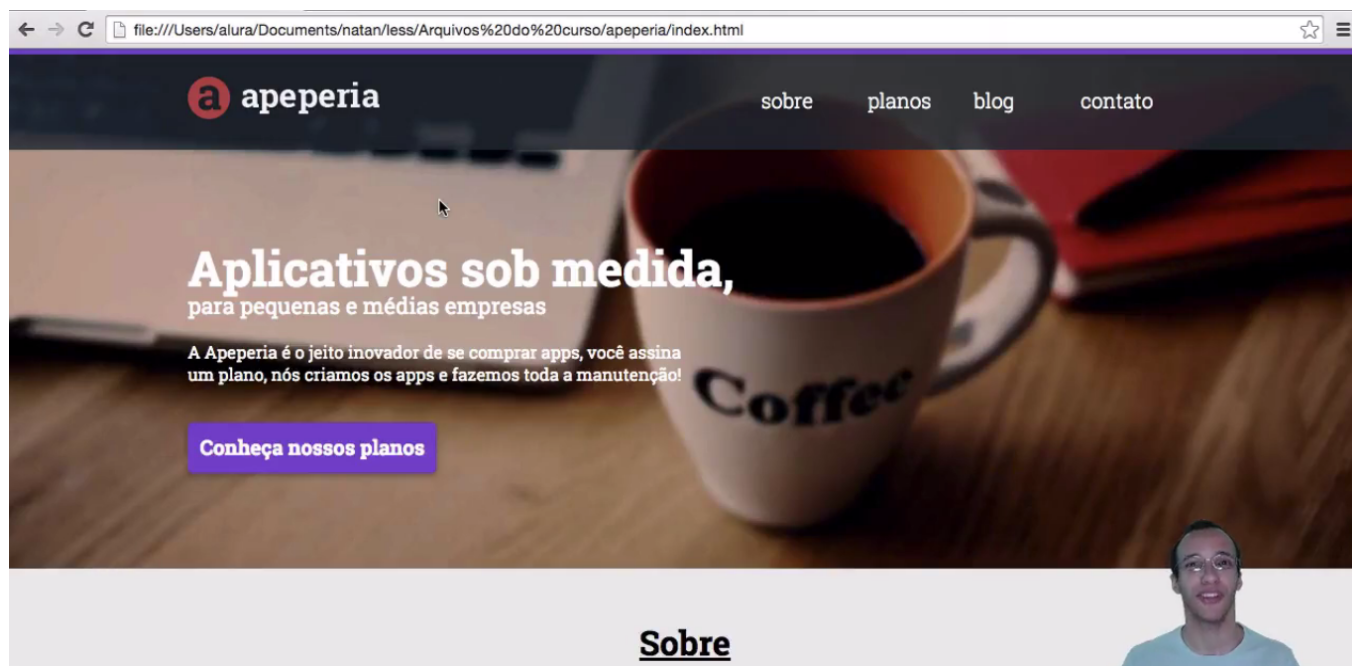 file:///Users/alura/Documents/natan/less/Arquivos%20do%20curso/apeperia/index.html
a apeperia
sobre planos blog contato
Aplicativos sob medida,
para pequenas e médias empresas
A Apeperia é o jeito inovador de se comprar apps, você assina
um plano, nós criamos os apps e fazemos toda a manutenção!
Coffee
Conheça nossos planos
Sobre